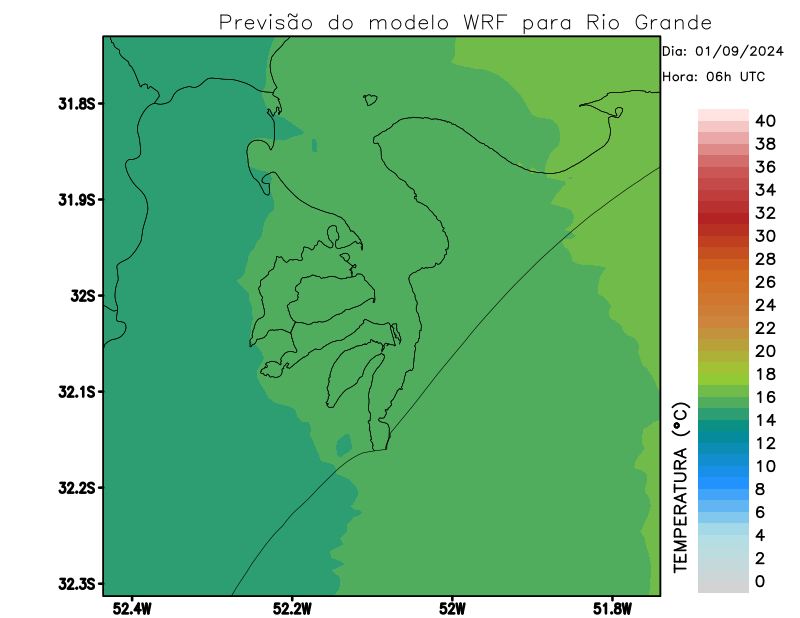 Previsão do modelo WRF para Rio Grande
Dia: 01/09/2024
Hora: 06h UTC
31.8S
31.9S
32S
32.1S
32.2S
32.3S
52.4W
52.2W
52W
51.8W
TEMPERATURA (°C)
40
38
36
34
32
30
28
26
24
22
20
18
16
14
12
10
8
6
4
2
0